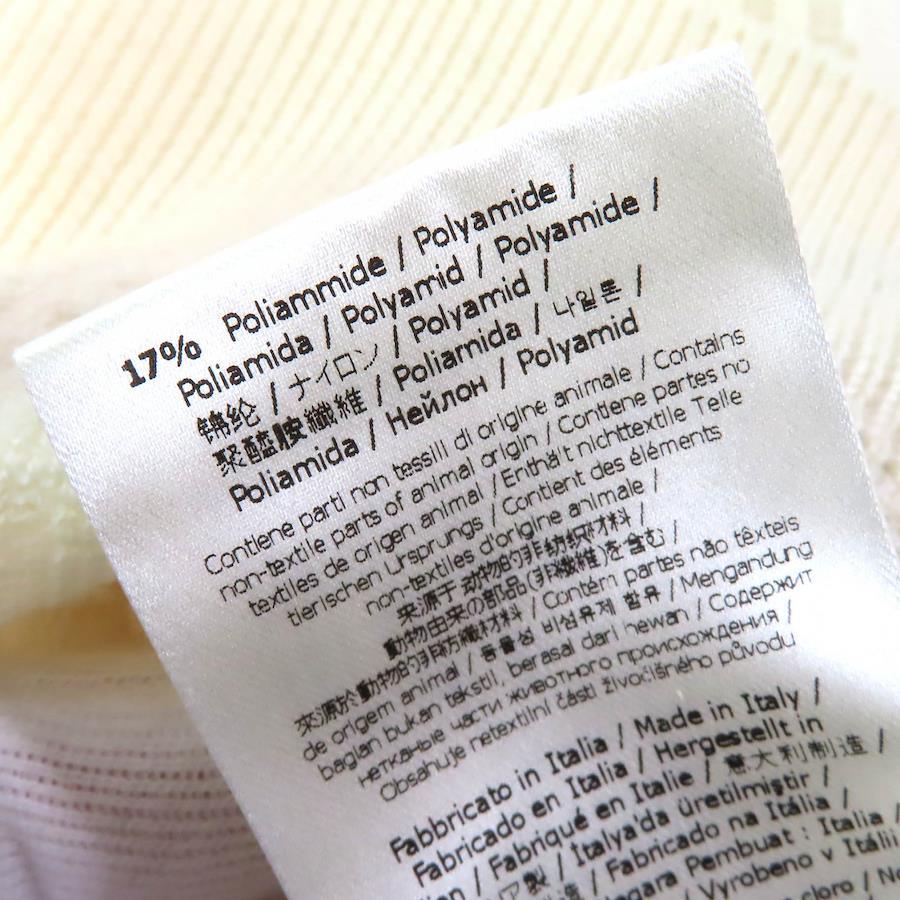 17% Poliammide / Polyamide /
Poliamida / Polyamid / Polyamide /
锦纶 / ナイロン / Polyamid /
聚醯胺纖維 / Poliamida / 나일론 /
Poliamida / Нейлон / Polyamid
Contiene parti non tessili di origine animale / Contains
non-textile parts of animal origin / Contiene partes no
textiles de origen animal / Enthält nichttextile Teile
tierischen Ursprungs / Contient des éléments
non-textiles d'origine animale /
来源于动物的非纺织材料 /
動物由来の部品(非繊維)を含む /
來源於動物的非紡織材料 / Contém partes não têxteis
de origem animal / 동물성 비섬유제 함유 / Mengandung
bagian bukan tekstil, berasal dari hewan / Содержит
нетканые части животного происхождения /
Obsahuje netextilní části živočišného původu
Fabbricato in Italia / Made in Italy /
Fabricado en Italia / Hergestellt in
/ Fabriqué en Italie / 意大利制造 /
ア製 / İtalya'da üretilmiştir /
Fabricado na Itália /
Pembuat : Italia /
/ Vyrobeno v Itálii
cloro /